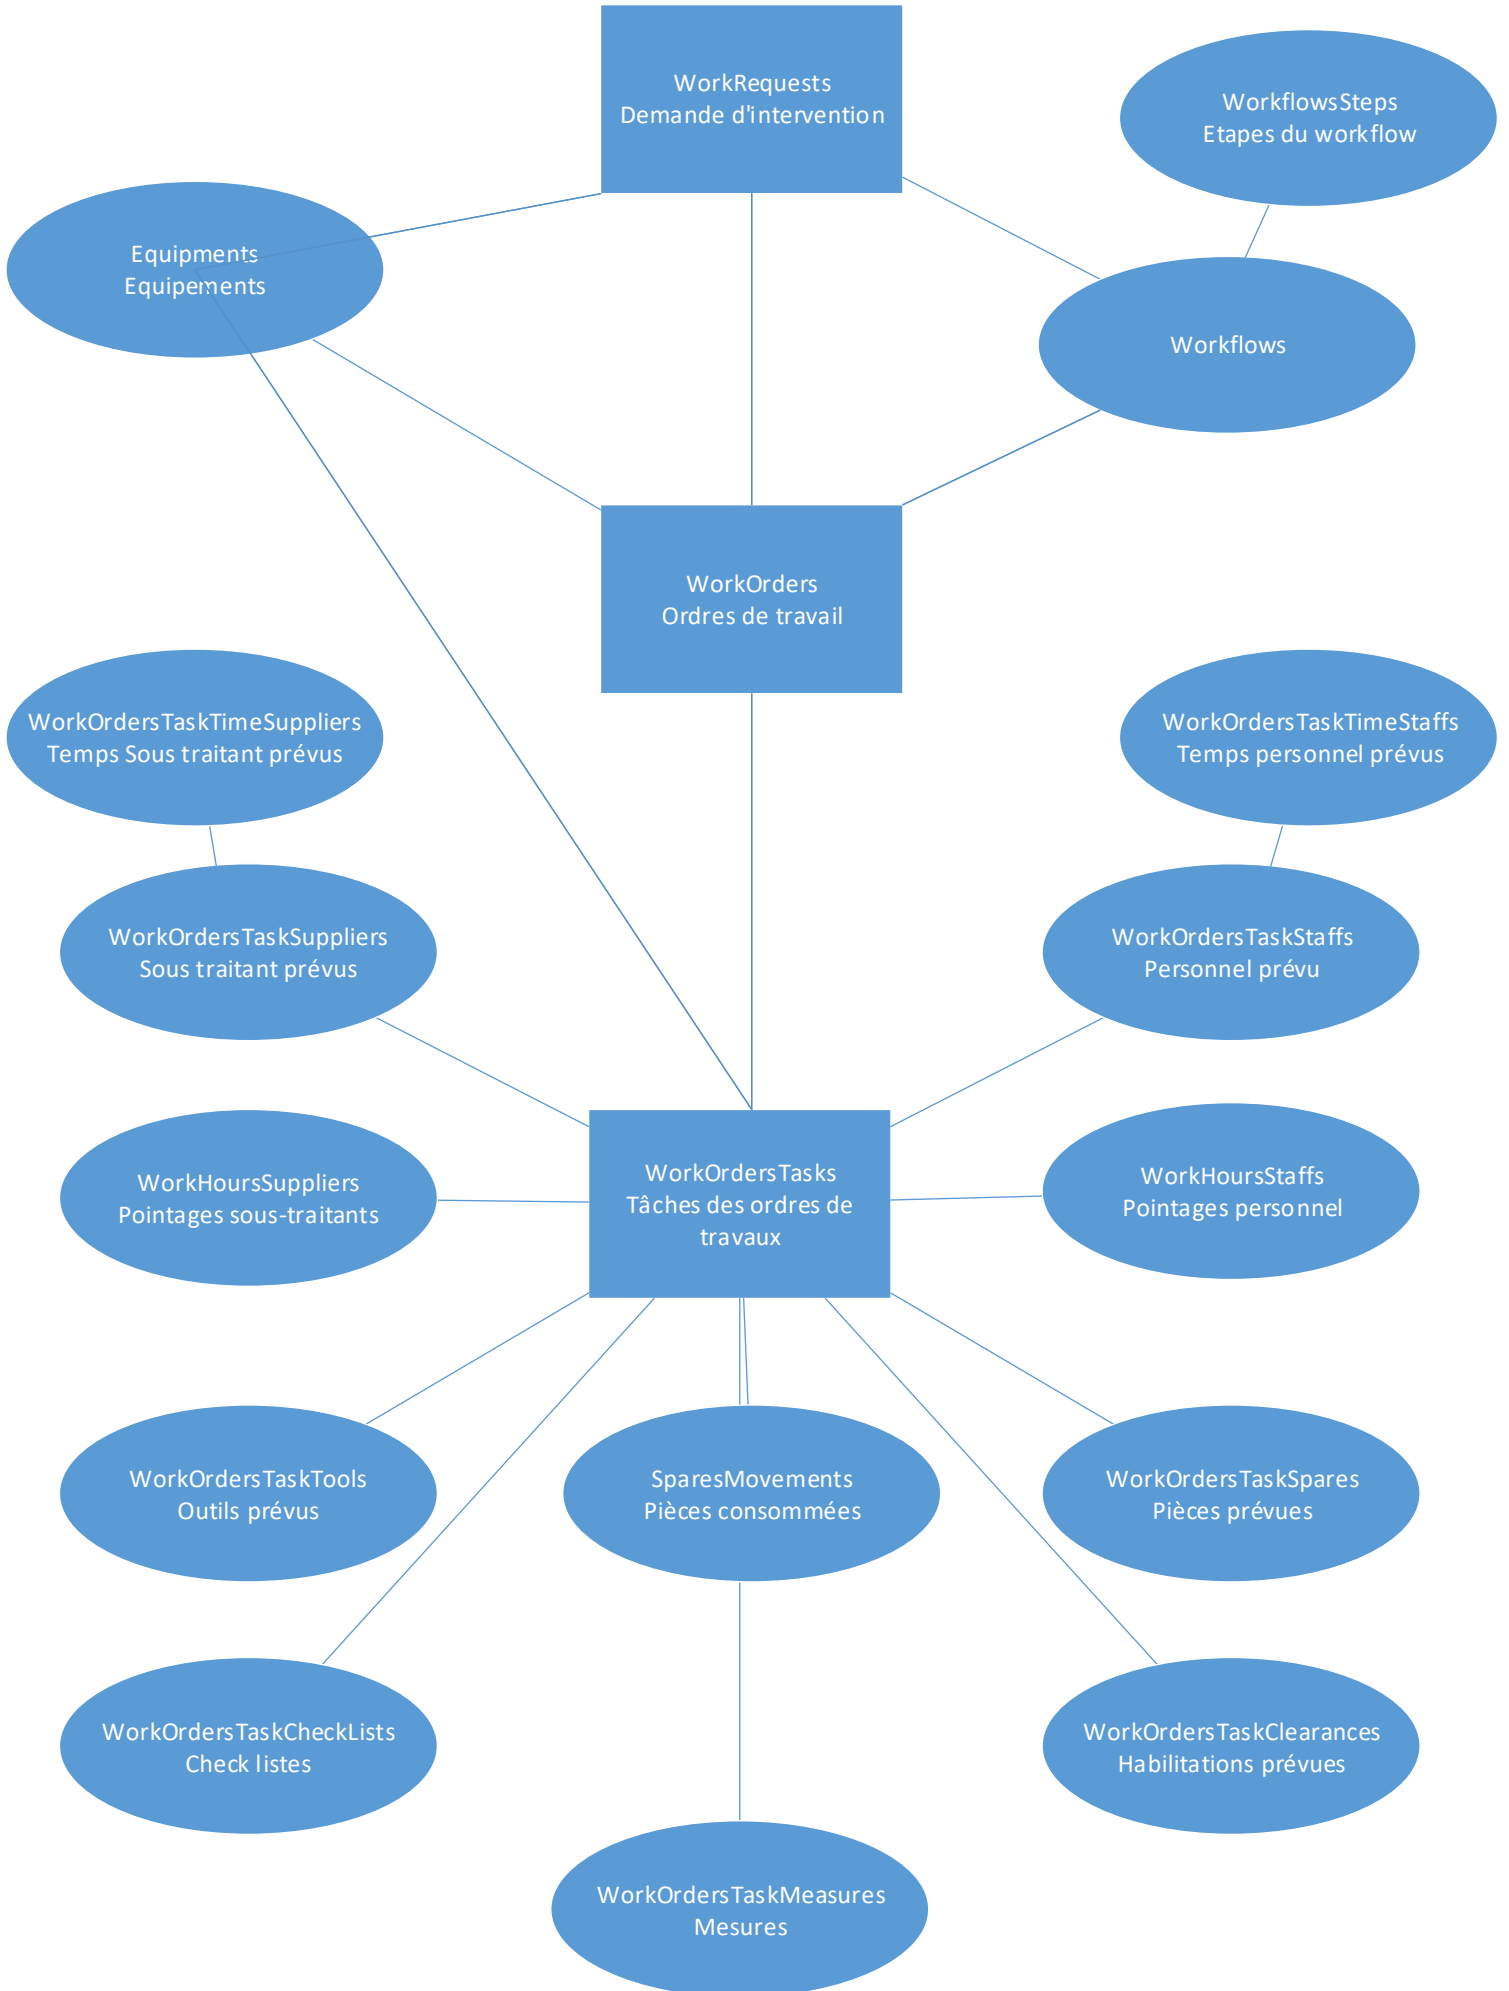 WorkRequests
Demande d'intervention
WorkflowsSteps
Etapes du workflow
Equipments
Equipements
Workflows
WorkOrders
Ordres de travail
WorkOrdersTaskTimeSuppliers
Temps Sous traitant prévus
WorkOrdersTaskTimeStaffs
Temps personnel prévus
WorkOrdersTaskSuppliers
Sous traitant prévus
WorkOrdersTaskStaffs
Personnel prévu
WorkHoursSuppliers
Pointages sous-traitants
WorkOrdersTasks
Tâches des ordres de
travaux
WorkHoursStaffs
Pointages personnel
WorkOrdersTaskTools
Outils prévus
SparesMovements
Pièces consommées
WorkOrdersTaskSpares
Pièces prévues
WorkOrdersTaskCheckLists
Check listes
WorkOrdersTaskClearances
Habilitations prévues
WorkOrdersTaskMeasures
Mesures